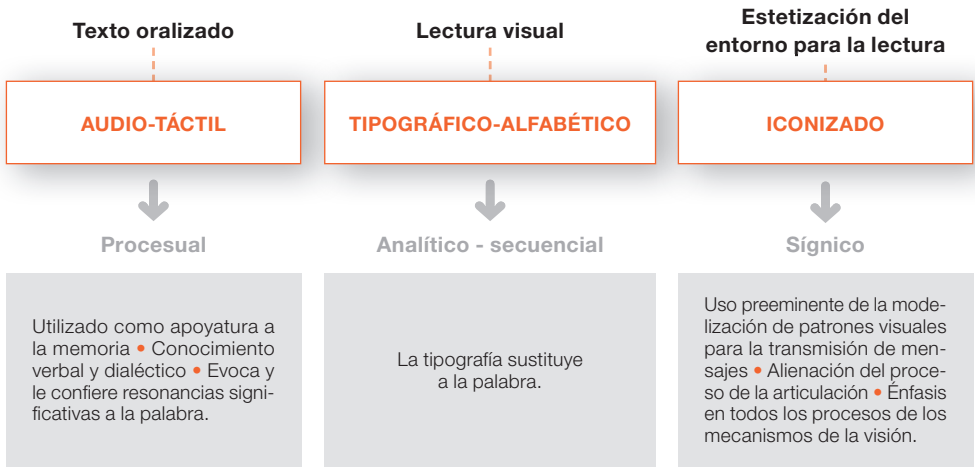 Texto oralizado
AUDIO-TÁCTIL
Procesual
Utilizado como apoyatura a
la memoria • Conocimiento
verbal y dialéctico • Evoca y
le confiere resonancias signi-
ficativas a la palabra.
Lectura visual
TIPOGRÁFICO-ALFABÉTICO
Analítico - secuencial
La tipografía sustituye
a la palabra.
Estetización del
entorno para la lectura
ICONIZADO
Sígnico
Uso preeminente de la mode-
lización de patrones visuales
para la transmisión de men-
sajes • Alienación del proce-
so de la articulación • Énfasis
en todos los procesos de los
mecanismos de la visión.